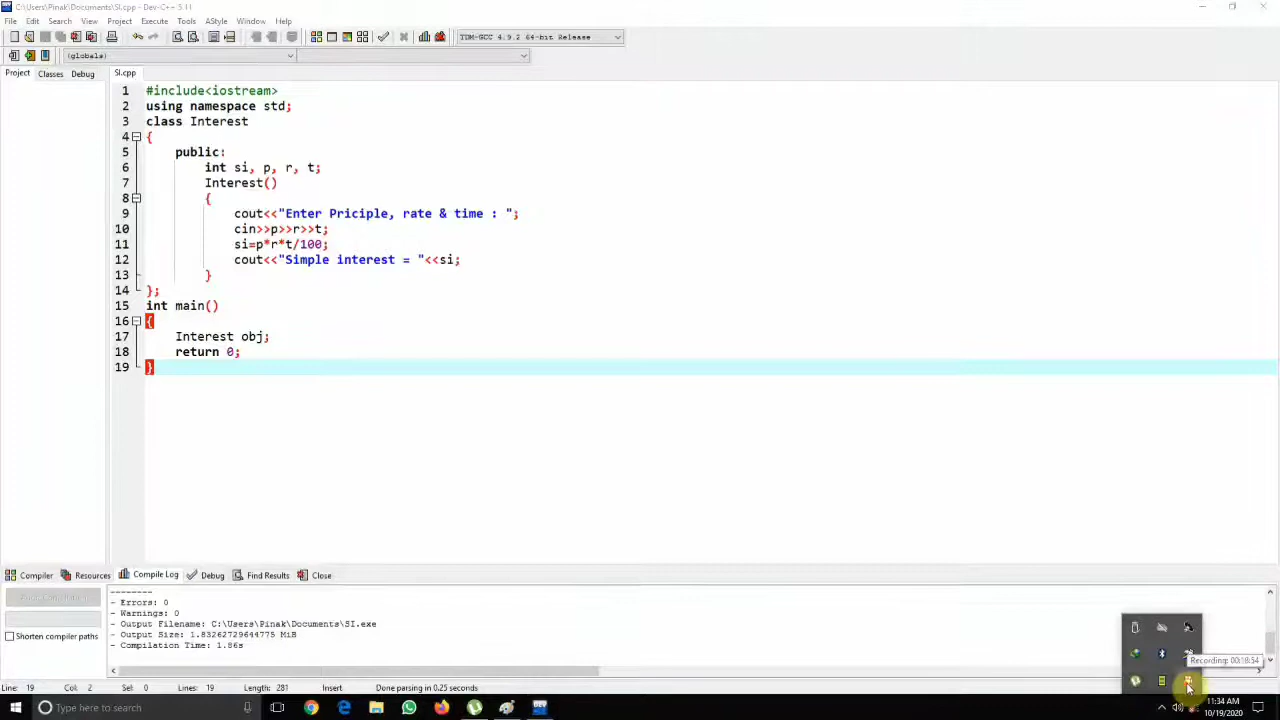 C:\Users\Pinak\Documents\SI.cpp - Dev-C++ 5.11
File Edit Search View Project Execute Tools AStyle Window Help
TDM-GCC 4.9.2 64-bit Release
(globals)
Project Classes Debug SI.cpp
1 #include<iostream>
2 using namespace std;
3 class Interest
4 {
5 public:
6 int si, p, r, t;
7 Interest()
8 {
9 cout<<"Enter Priciple, rate & time : ";
10 cin>>p>>r>>t;
11 si=p*r*t/100;
12 cout<<"Simple interest = "<<si;
13 }
14 };
15 int main()
16 {
17 Interest obj;
18 return 0;
19 }
Compiler Resources Compile Log Debug Find Results Close
--------
- Errors: 0
- Warnings: 0
- Output Filename: C:\Users\Pinak\Documents\SI.exe
- Output Size: 1.83262729644775 MiB
- Compilation Time: 1.86s
Shorten compiler paths
Recording: 00:18:54
Line: 19 Col: 2 Sel: 0 Lines: 19 Length: 281 Insert Done parsing in 0.25 seconds
Type here to search
11:34 AM
10/19/2020